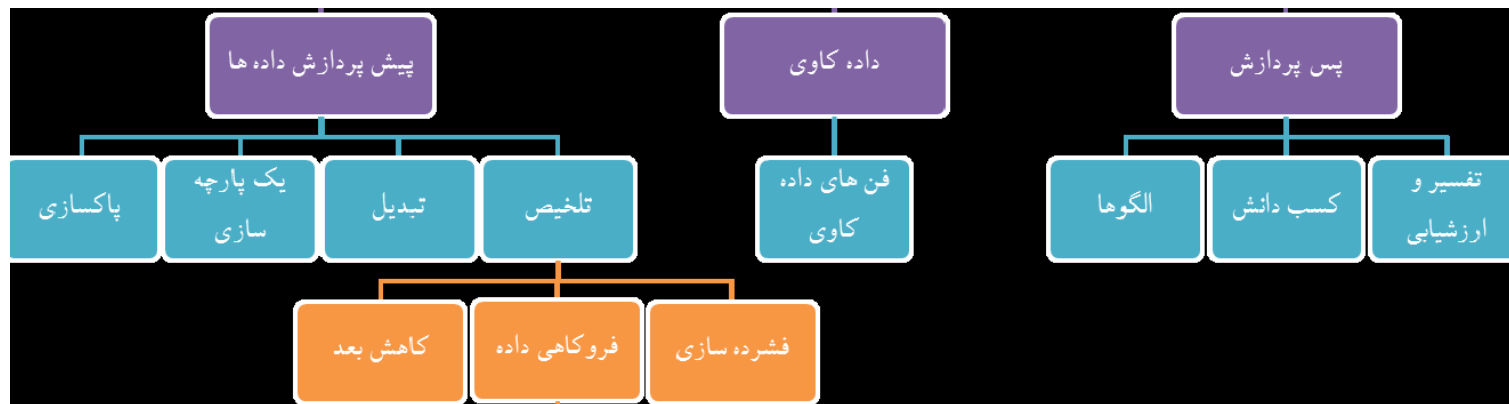 پیش پردازش داده ها
داده کاوی
پس پردازش
پاکسازی
یک پارچه
سازی
تبدیل
تلخیص
فن های داده
کاوی
الگوها
کسب دانش
تفسیر و
ارزشیابی
کاهش بعد
فروکاهی داده
فشرده سازی